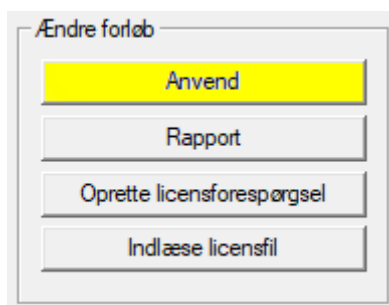 Ændre forløb
Anvend
Rapport
Oprette licensforespørgsel
Indlæse licensfil